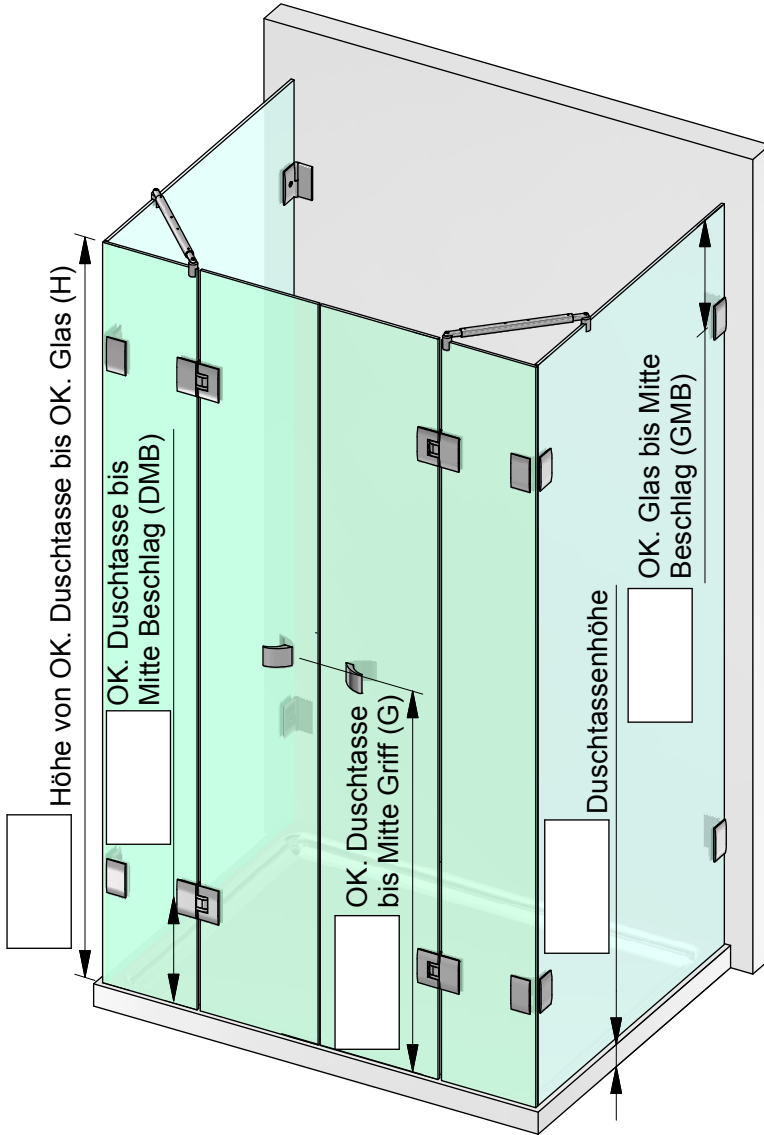 Höhe von OK. Duschtasse bis OK. Glas (H)
OK. Duschtasse bis
Mitte Beschlag (DMB)
OK. Duschtasse
bis Mitte Griff (G)
Duschtassenhöhe
OK. Glas bis Mitte
Beschlag (GMB)